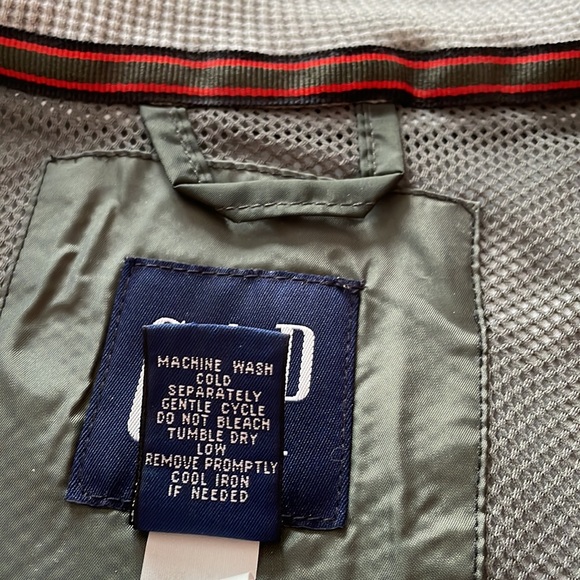 MACHINE WASH
COLD
SEPARATELY
GENTLE CYCLE
DO NOT BLEACH
TUMBLE DRY
LOW
REMOVE PROMPTLY
COOL IRON
IF NEEDED